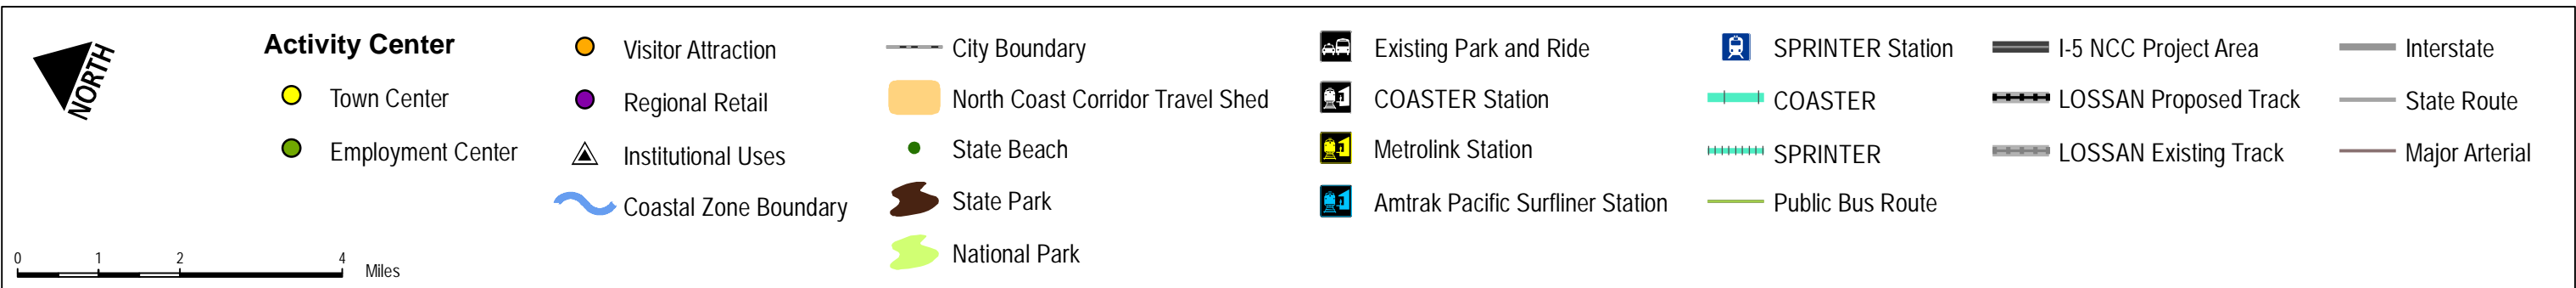 NORTH
Activity Center
Town Center
Employment Center
Visitor Attraction
Regional Retail
Institutional Uses
Coastal Zone Boundary
City Boundary
North Coast Corridor Travel Shed
State Beach
State Park
National Park
Existing Park and Ride
COASTER Station
Metrolink Station
Amtrak Pacific Surfliner Station
SPRINTER Station
COASTER
SPRINTER
Public Bus Route
I-5 NCC Project Area
LOSSAN Proposed Track
LOSSAN Existing Track
Interstate
State Route
Major Arterial
0 1 2 4
Miles